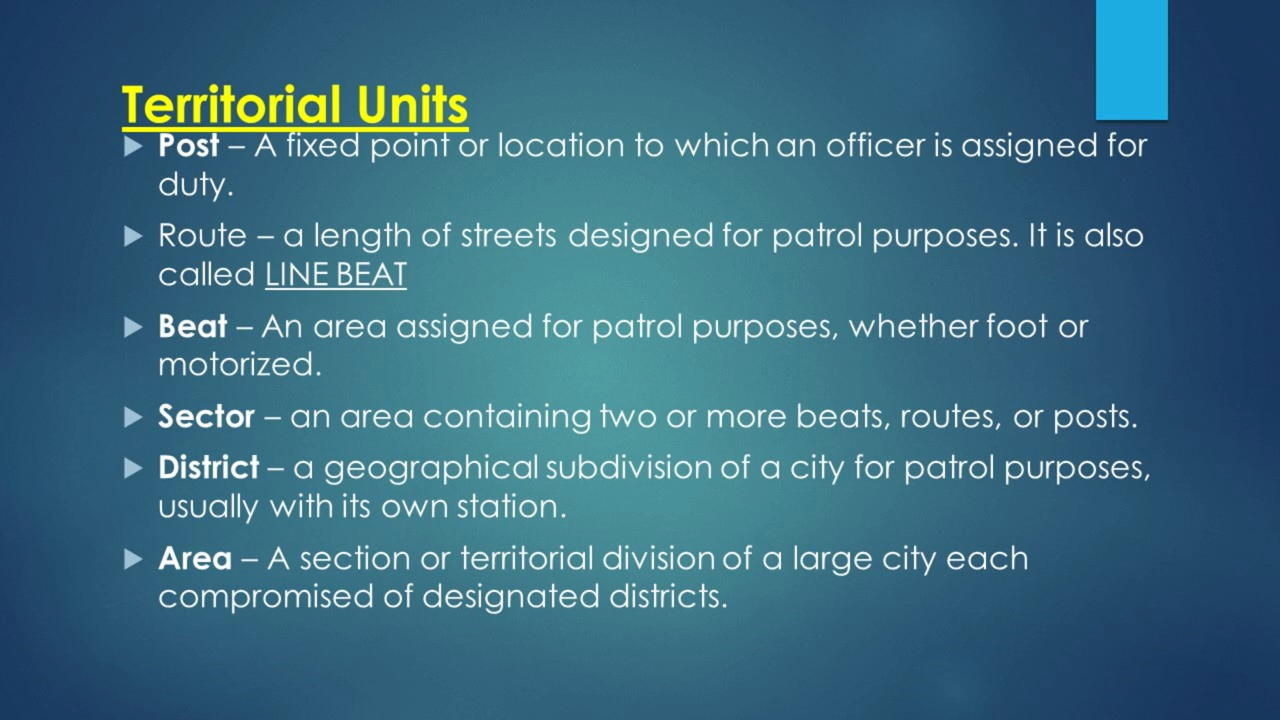 Territorial Units
Post – A fixed point or location to which an officer is assigned for
duty.
Route – a length of streets designed for patrol purposes. It is also
called LINE BEAT
Beat – An area assigned for patrol purposes, whether foot or
motorized.
Sector – an area containing two or more beats, routes, or posts.
District – a geographical subdivision of a city for patrol purposes,
usually with its own station.
Area – A section or territorial division of a large city each
compromised of designated districts.